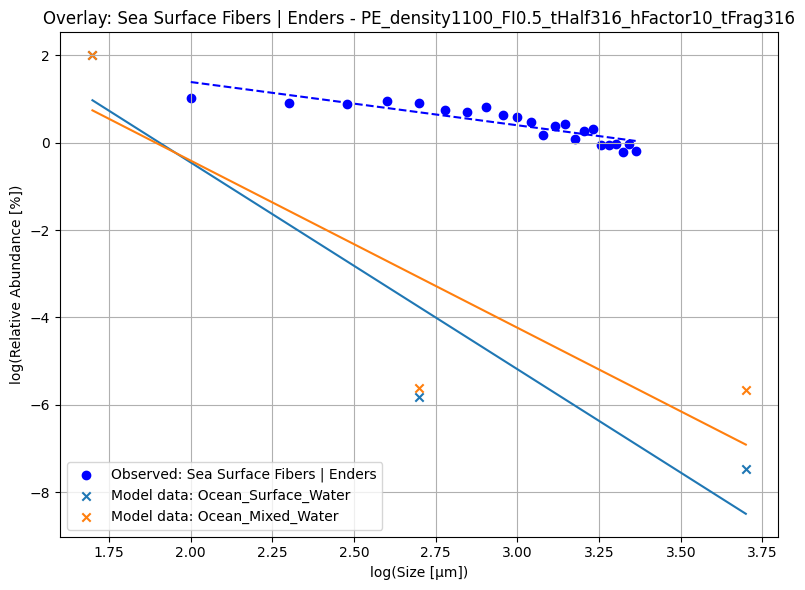 Overlay: Sea Surface Fibers | Enders - PE_density1100_FI0.5_tHalf316_hFactor10_tFrag316
log(Relative Abundance [%])
2
0
−2
−4
−6
−8
Observed: Sea Surface Fibers | Enders
Model data: Ocean_Surface_Water
Model data: Ocean_Mixed_Water
1.75
2.00
2.25
2.50
2.75
3.00
3.25
3.50
3.75
log(Size [µm])